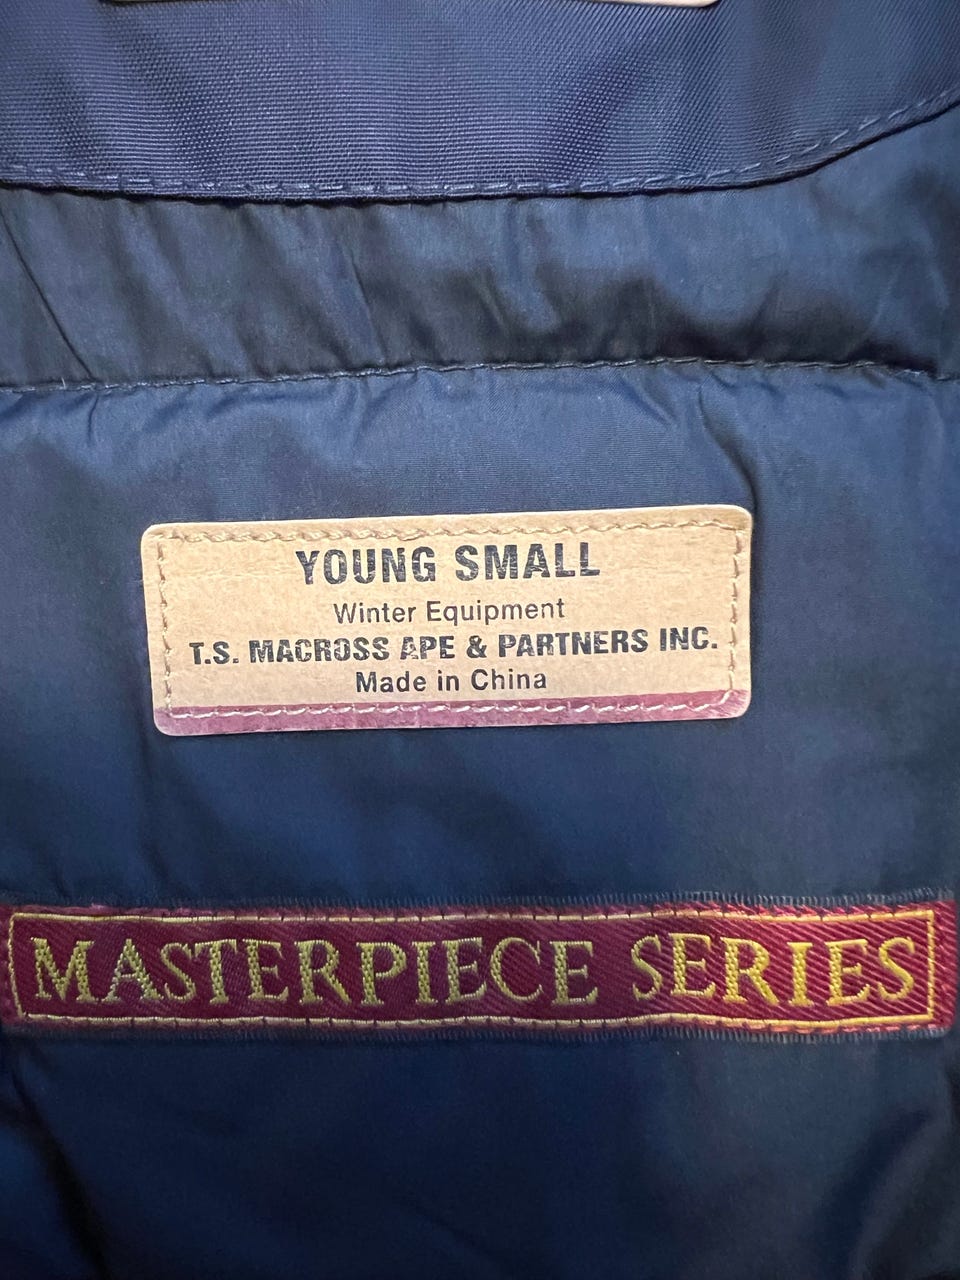 YOUNG SMALL
Winter Equipment
T.S. MACROSS APE & PARTNERS INC.
Made in China
MASTERPIECE SERIES